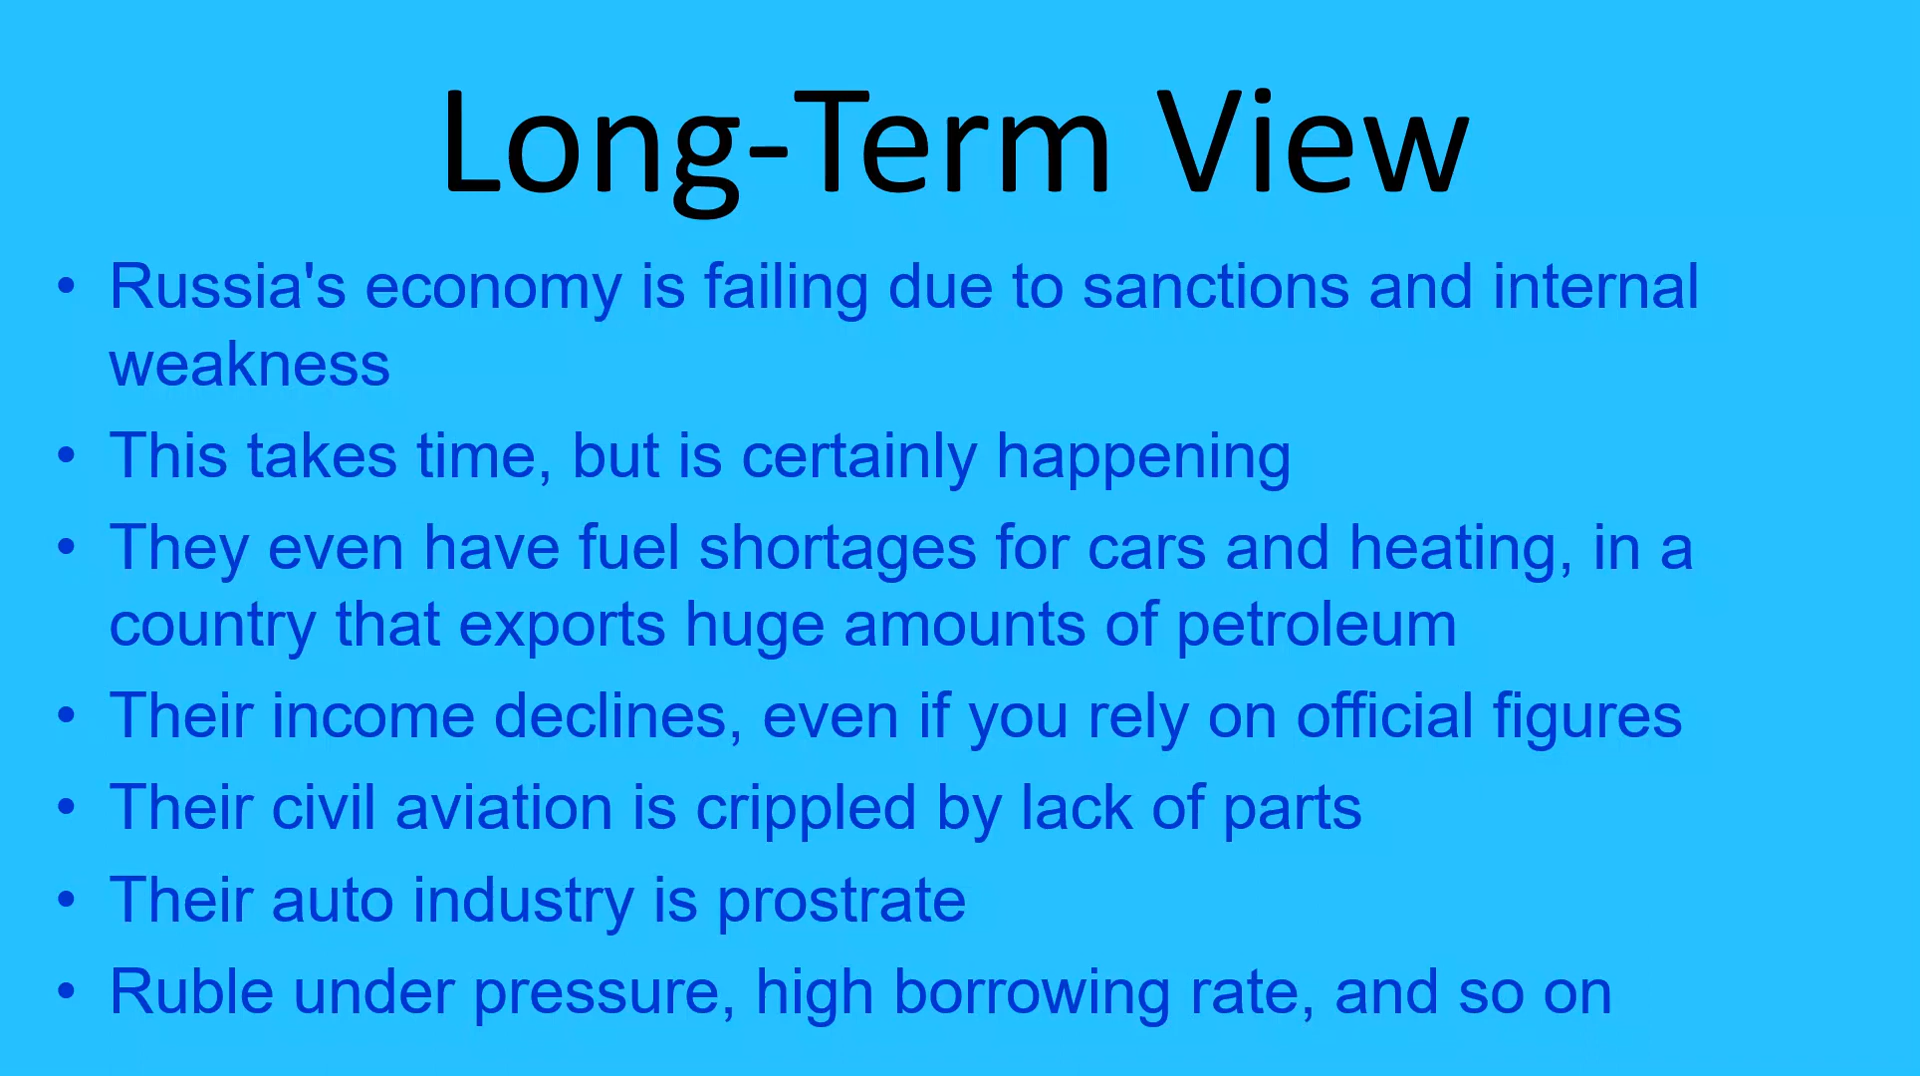 Long-Term View
• Russia's economy is failing due to sanctions and internal
weakness
• This takes time, but is certainly happening
• They even have fuel shortages for cars and heating, in a
country that exports huge amounts of petroleum
• Their income declines, even if you rely on official figures
• Their civil aviation is crippled by lack of parts
• Their auto industry is prostrate
• Ruble under pressure, high borrowing rate, and so on